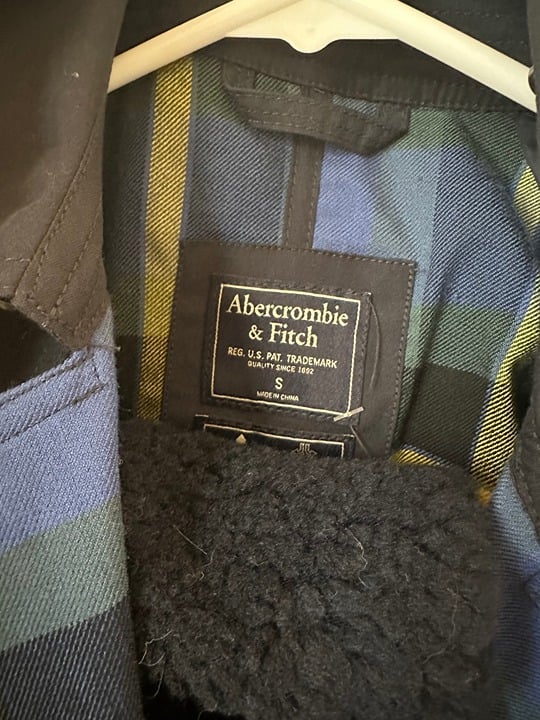 Abercrombie
& Fitch
REG. U.S. PAT. TRADEMARK
QUALITY SINCE 1892
S
MADE IN CHINA